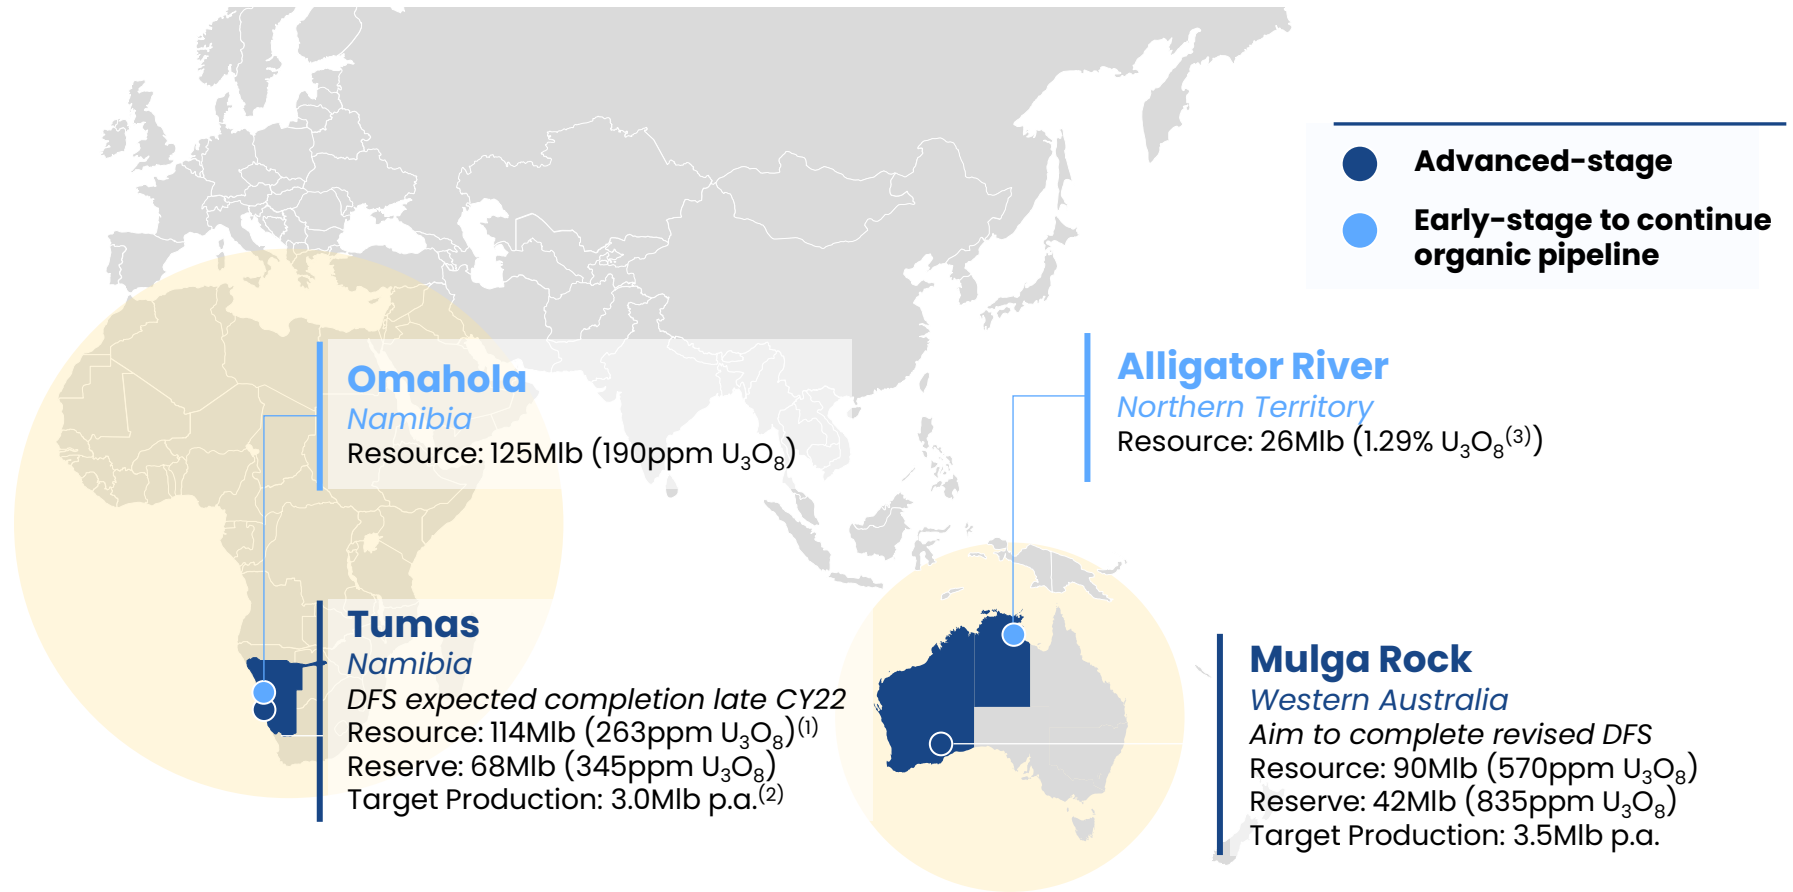 Advanced-stage
Early-stage to continue
organic pipeline
Omahola
Namibia
Resource: 125Mlb (190ppm U₃O₈)
Alligator River
Northern Territory
Resource: 26Mlb (1.29% U₃O₈⁽³⁾)
Tumas
Namibia
DFS expected completion late CY22
Resource: 114Mlb (263ppm U₃O₈)⁽¹⁾
Reserve: 68Mlb (345ppm U₃O₈)
Target Production: 3.0Mlb p.a.⁽²⁾
Mulga Rock
Western Australia
Aim to complete revised DFS
Resource: 90Mlb (570ppm U₃O₈)
Reserve: 42Mlb (835ppm U₃O₈)
Target Production: 3.5Mlb p.a.